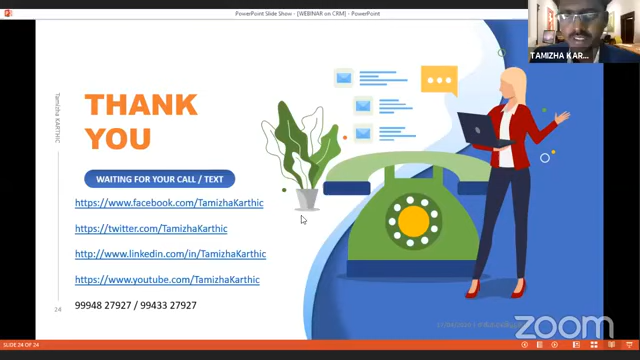 PowerPoint Slide Show - [WEBINAR on CRM] - PowerPoint
TAMIZHA KAR...
Tamizha KARTHIC
THANK
YOU
WAITING FOR YOUR CALL / TEXT
https://www.facebook.com/TamizhaKarthic
https://twitter.com/TamizhaKarthic
http://www.linkedin.com/in/TamizhaKarthic
https://www.youtube.com/TamizhaKarthic
99948 27927 / 99433 27927
24
zoom
SLIDE 24 OF 24